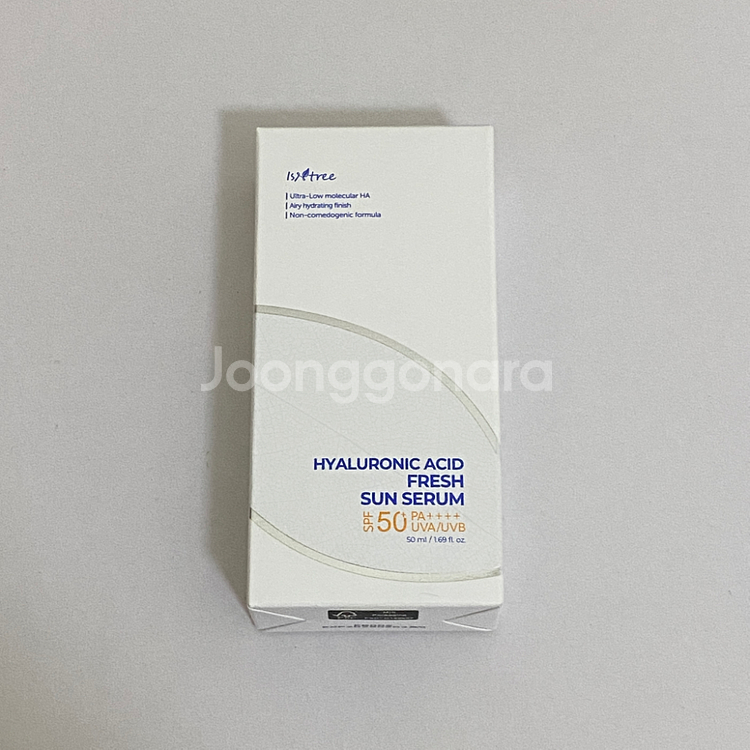 Isntree
Ultra-Low molecular HA
Airy hydrating finish
Non-comedogenic formula
Joonggonara
HYALURONIC ACID
FRESH
SUN SERUM
SPF 50+ PA++++
UVA/UVB
50 ml / 1.69 fl. oz.